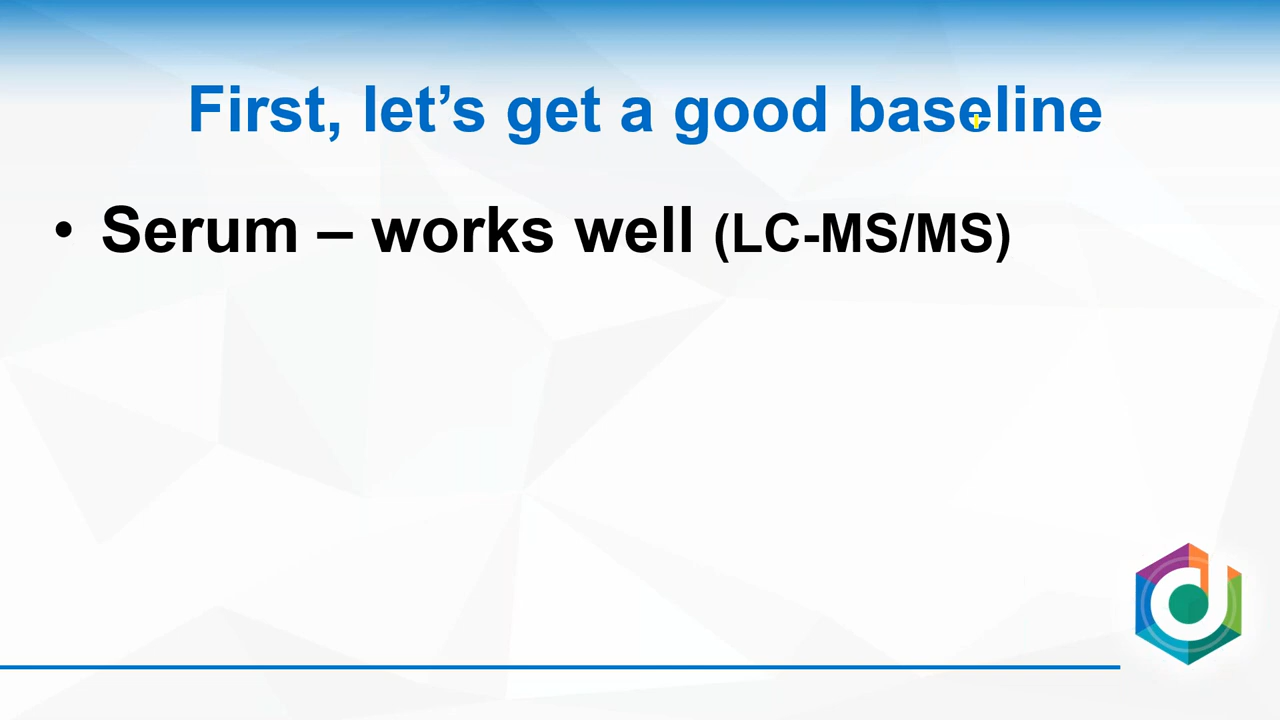 First, let’s get a good baseline
• Serum – works well (LC-MS/MS)